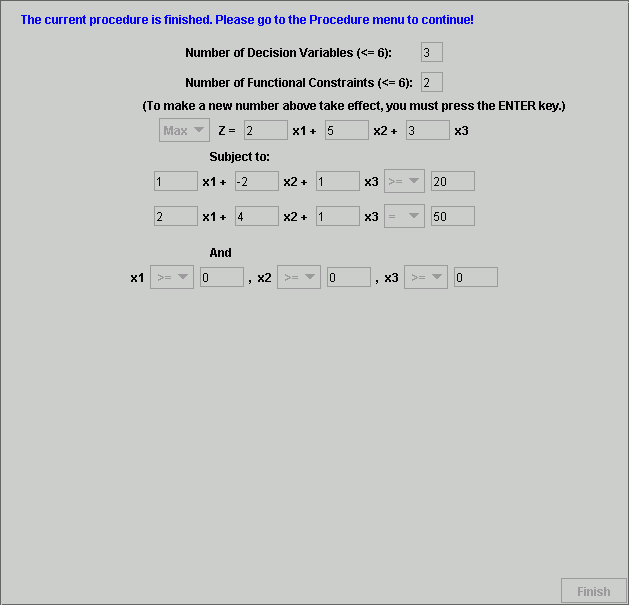 The current procedure is finished. Please go to the Procedure menu to continue!
Number of Decision Variables (<= 6): 3
Number of Functional Constraints (<= 6): 2
(To make a new number above take effect, you must press the ENTER key.)
Max Z = 2 x1 + 5 x2 + 3 x3
Subject to:
1 x1 + -2 x2 + 1 x3 >= 20
2 x1 + 4 x2 + 1 x3 = 50
And
x1 >= 0 , x2 >= 0 , x3 >= 0
Finish